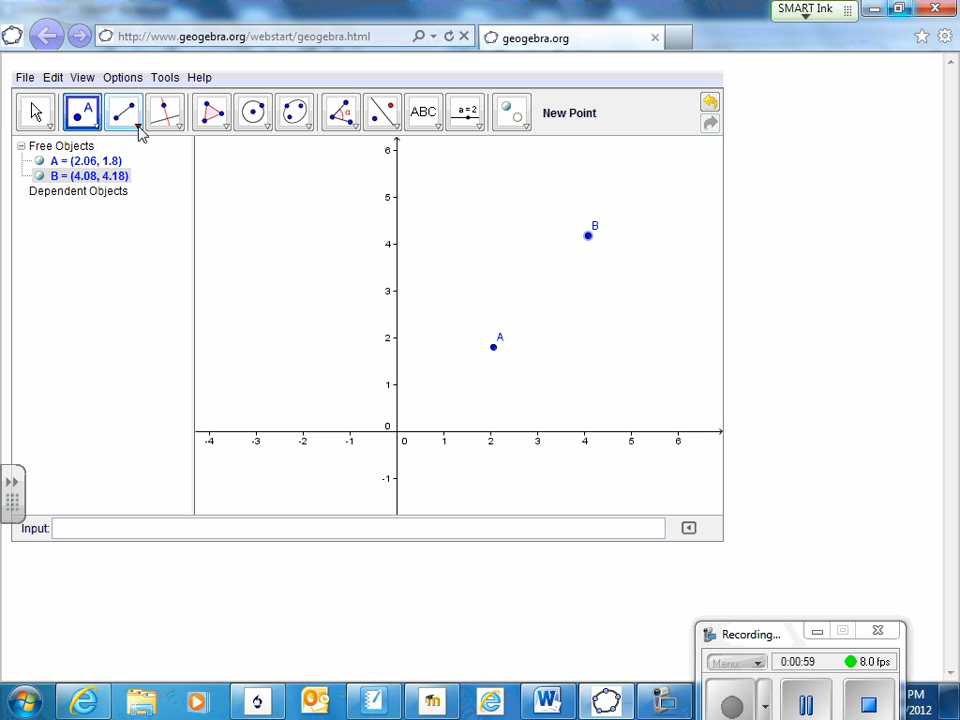 SMART Ink
http://www.geogebra.org/webstart/geogebra.html
geogebra.org
File Edit View Options Tools Help
A
α
ABC
a = 2
New Point
Free Objects
A = (2.06, 1.8)
B = (4.08, 4.18)
Dependent Objects
6
5
4
3
2
1
0
-1
-4 -3 -2 -1 0 1 2 3 4 5 6
B
A
Input:
Recording...
Menu 0:00:59 8.0 fps
PM
/2012